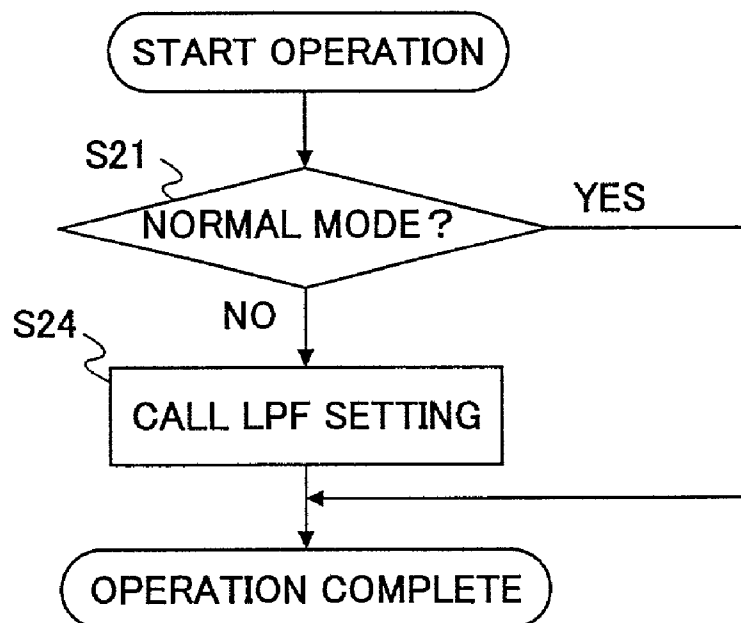 START OPERATION
S21
NORMAL MODE?
YES
NO
S24
CALL LPF SETTING
OPERATION COMPLETE